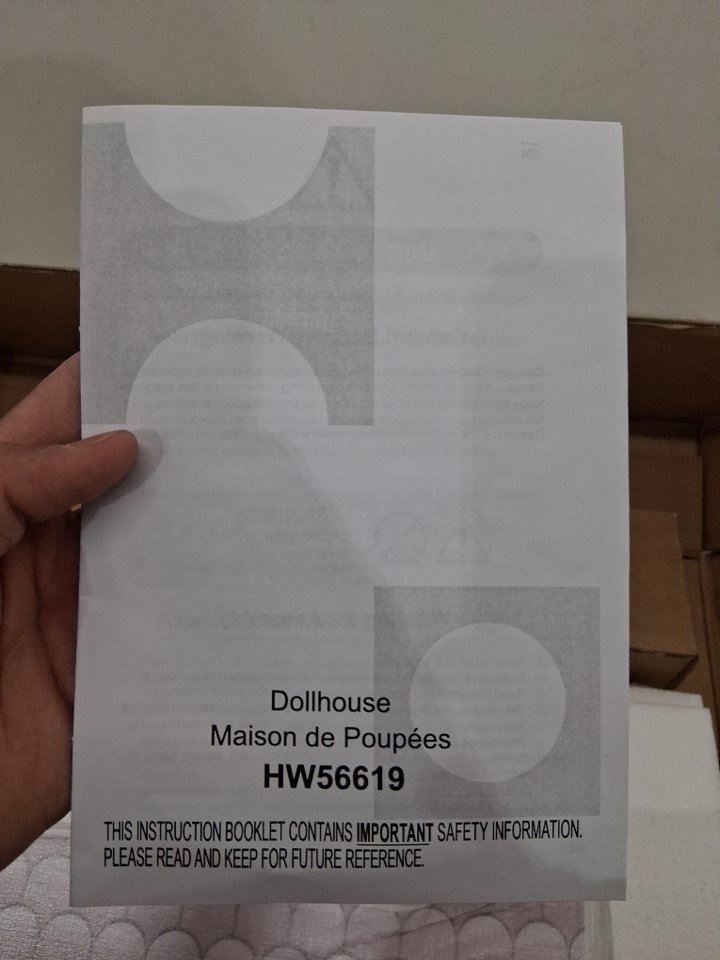 Dollhouse
Maison de Poupées
HW56619
THIS INSTRUCTION BOOKLET CONTAINS IMPORTANT SAFETY INFORMATION.
PLEASE READ AND KEEP FOR FUTURE REFERENCE.